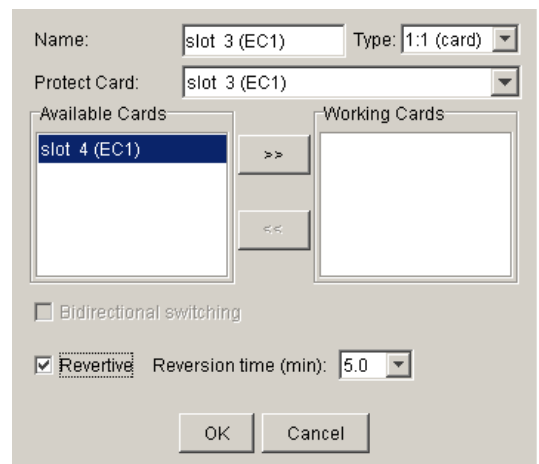 Name: slot 3 (EC1) Type: 1:1 (card)
Protect Card: slot 3 (EC1)
Available Cards Working Cards
slot 4 (EC1)
>>
<<
Bidirectional switching
Revertive Reversion time (min): 5.0
OK Cancel